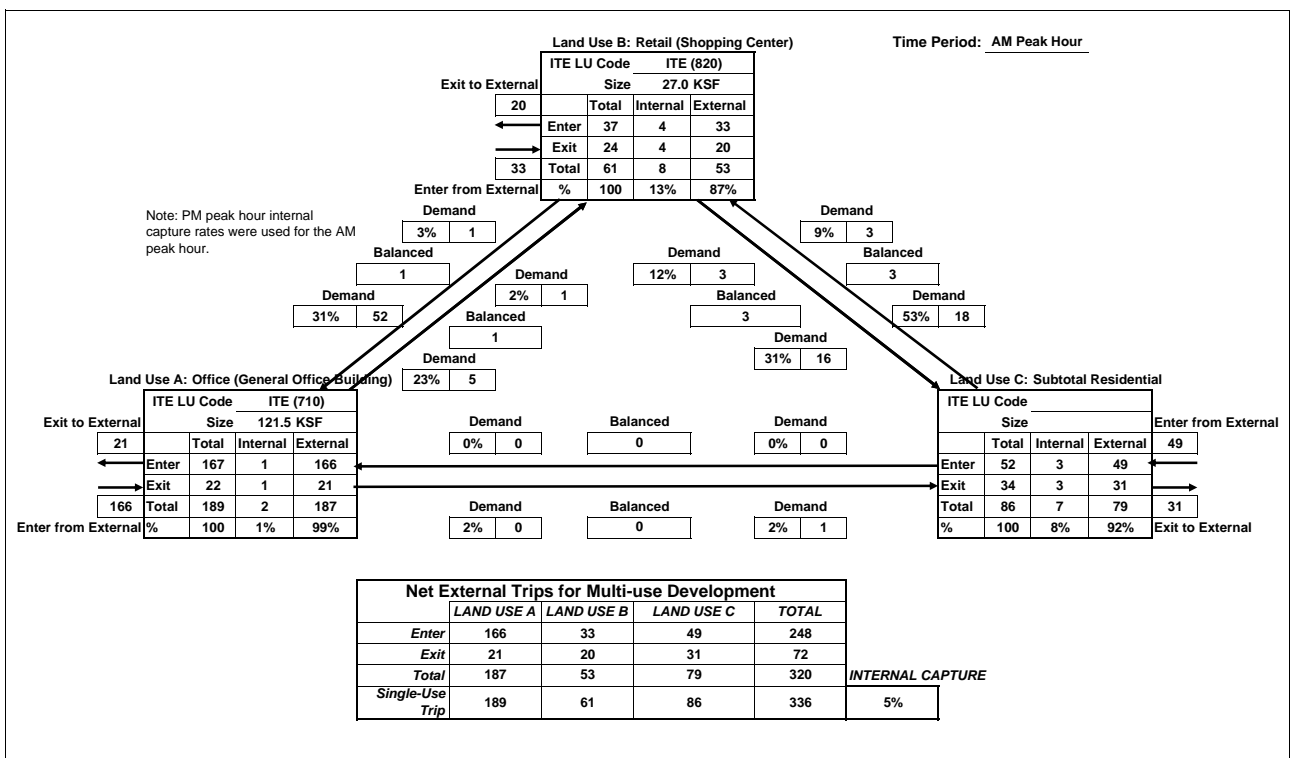 Land Use B: Retail (Shopping Center)
Time Period: AM Peak Hour
ITE LU Code ITE (820)
Exit to External Size 27.0 KSF
20 Total Internal External
Enter 37 4 33
Exit 24 4 20
33 Total 61 8 53
Enter from External % 100 13% 87%
Note: PM peak hour internal
capture rates were used for the AM
peak hour.
Demand
3% 1
Balanced
1
Demand
31% 52
Demand
2% 1
Balanced
1
Demand
23% 5
Demand
12% 3
Balanced
3
Demand
31% 16
Demand
9% 3
Balanced
3
Demand
53% 18
Land Use A: Office (General Office Building)
ITE LU Code ITE (710)
Exit to External Size 121.5 KSF
21 Total Internal External
Enter 167 1 166
Exit 22 1 21
166 Total 189 2 187
Enter from External % 100 1% 99%
Demand Balanced Demand
0% 0 0 0% 0
Demand Balanced Demand
2% 0 0 2% 1
Land Use C: Subtotal Residential
ITE LU Code
Size Enter from External
Total Internal External 49
Enter 52 3 49
Exit 34 3 31
Total 86 7 79 31
% 100 8% 92% Exit to External
Net External Trips for Multi-use Development
LAND USE A LAND USE B LAND USE C TOTAL
Enter 166 33 49 248
Exit 21 20 31 72
Total 187 53 79 320 INTERNAL CAPTURE
Single-Use
Trip 189 61 86 336 5%